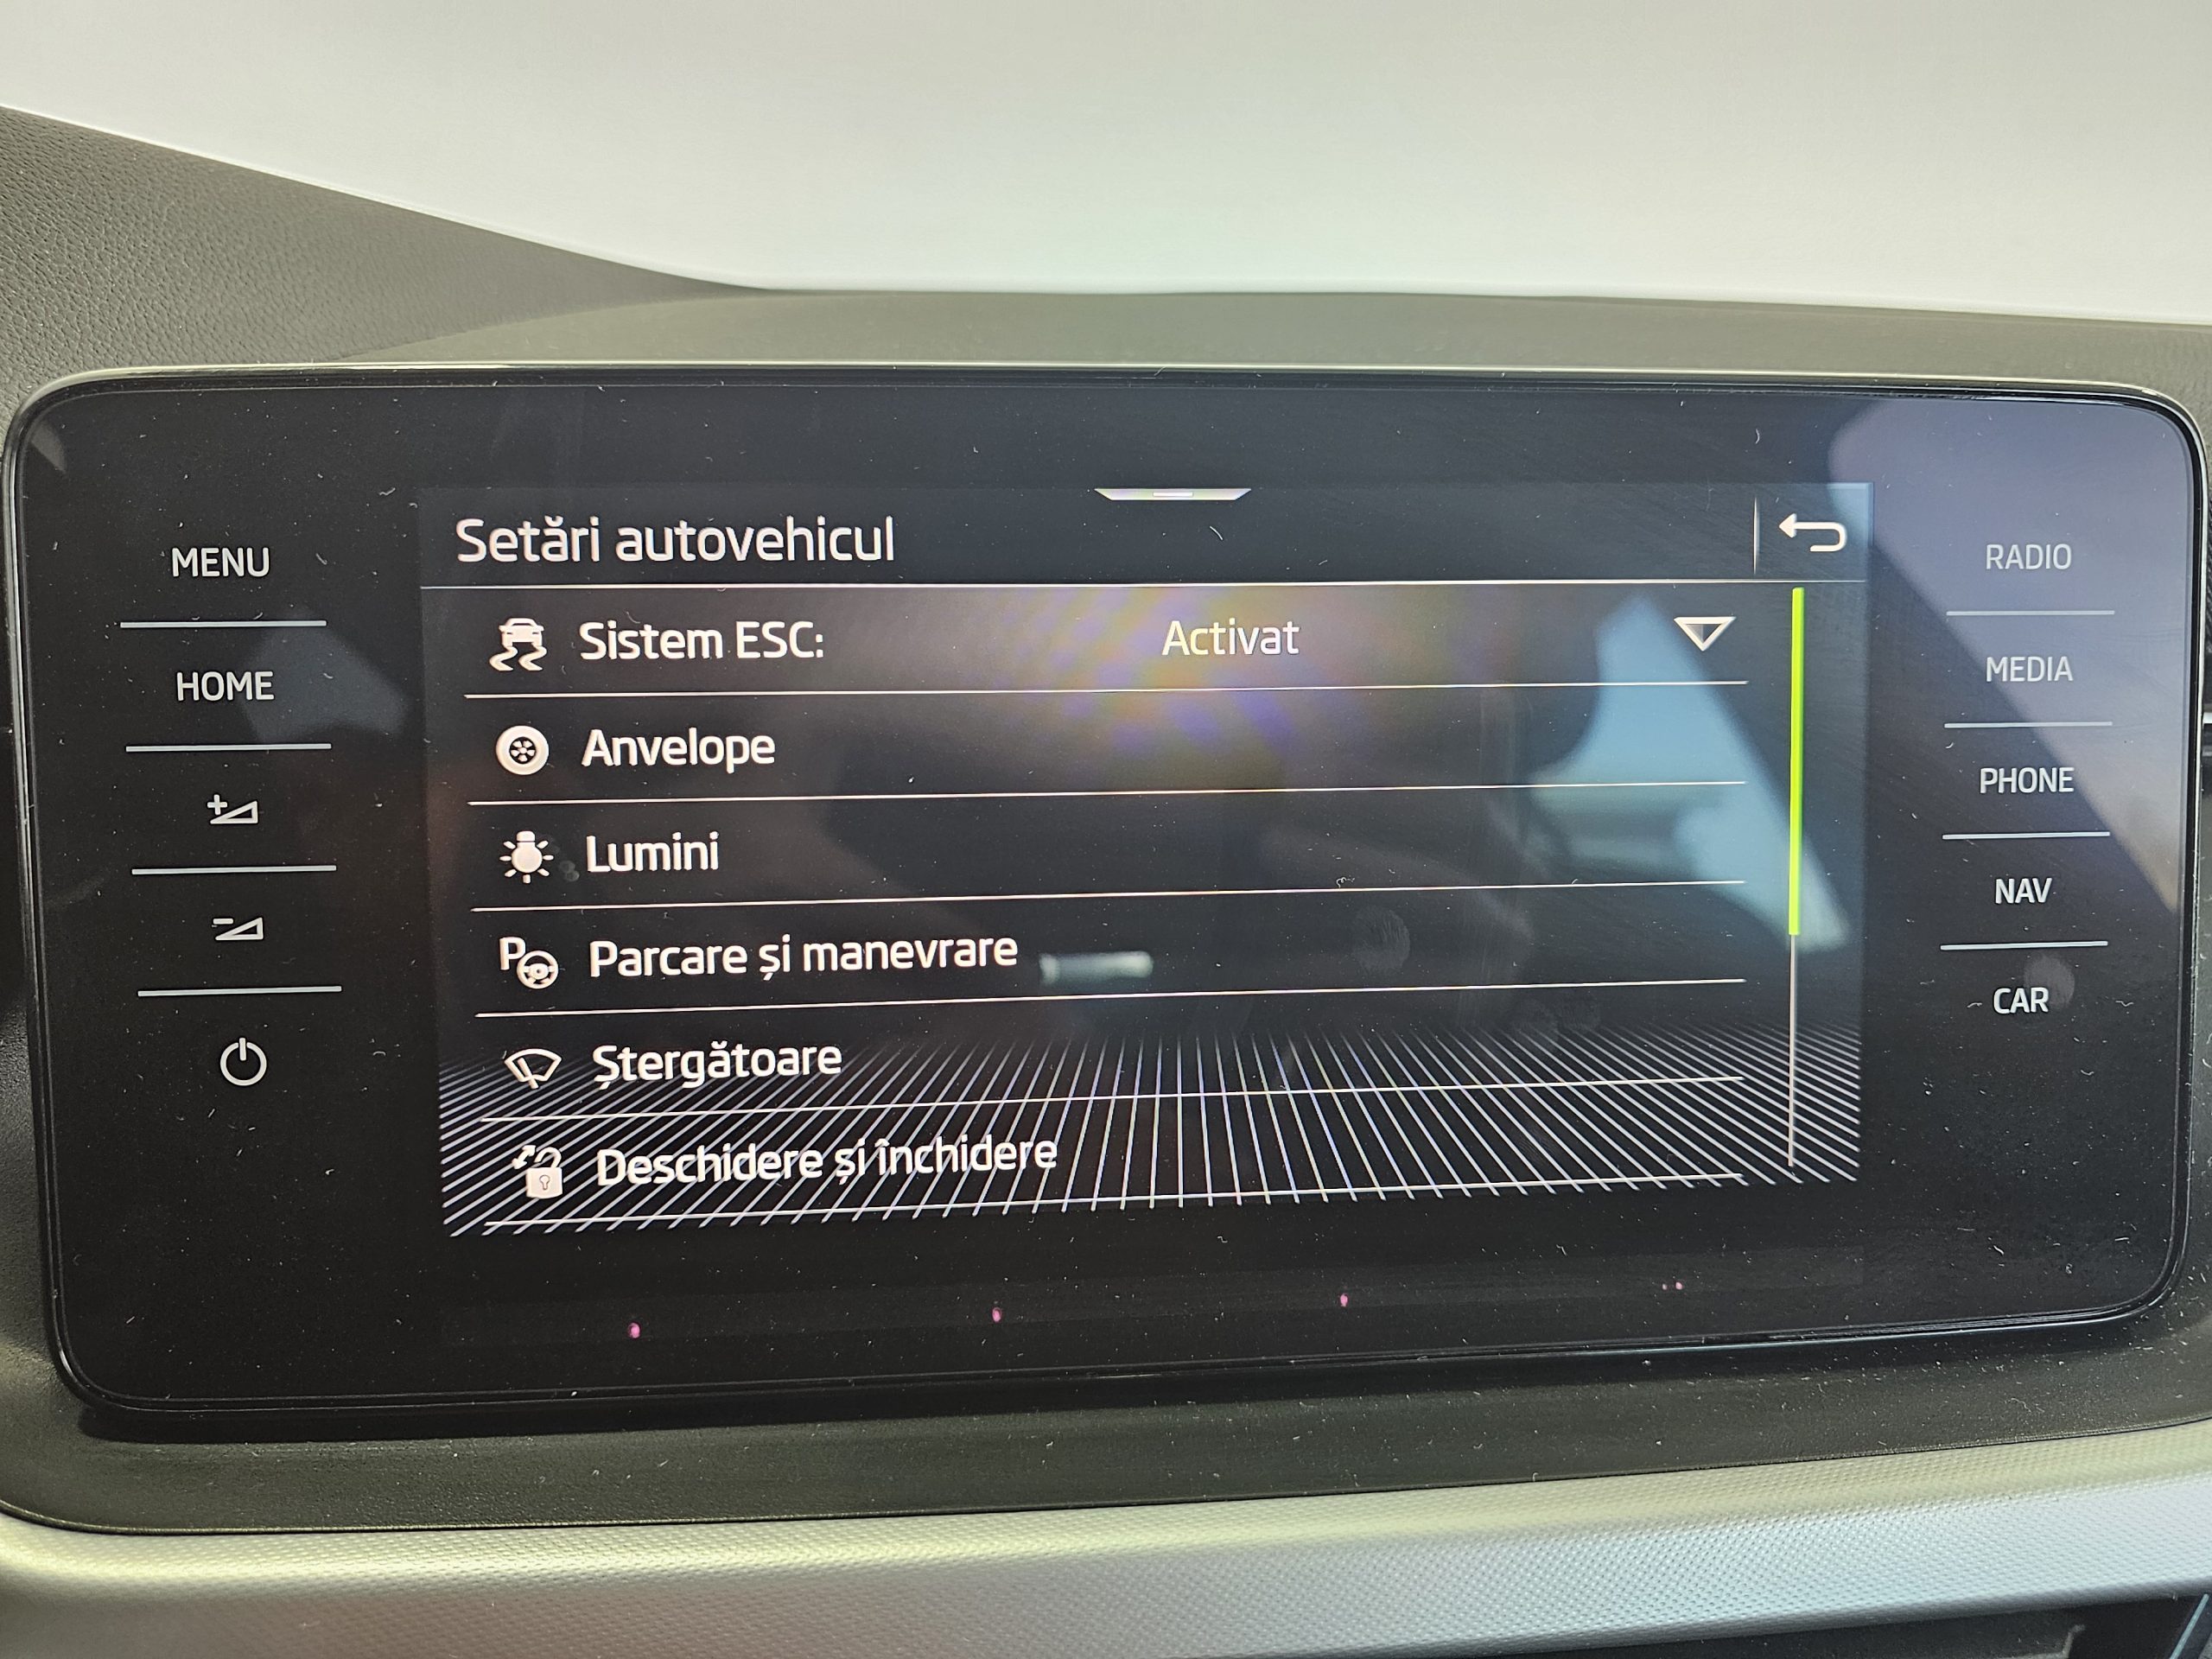 Setări autovehicul
MENU
HOME
Sistem ESC: Activat
Anvelope
Lumini
Parcare și manevrare
Ștergătoare
Deschidere și închidere
RADIO
MEDIA
PHONE
NAV
CAR